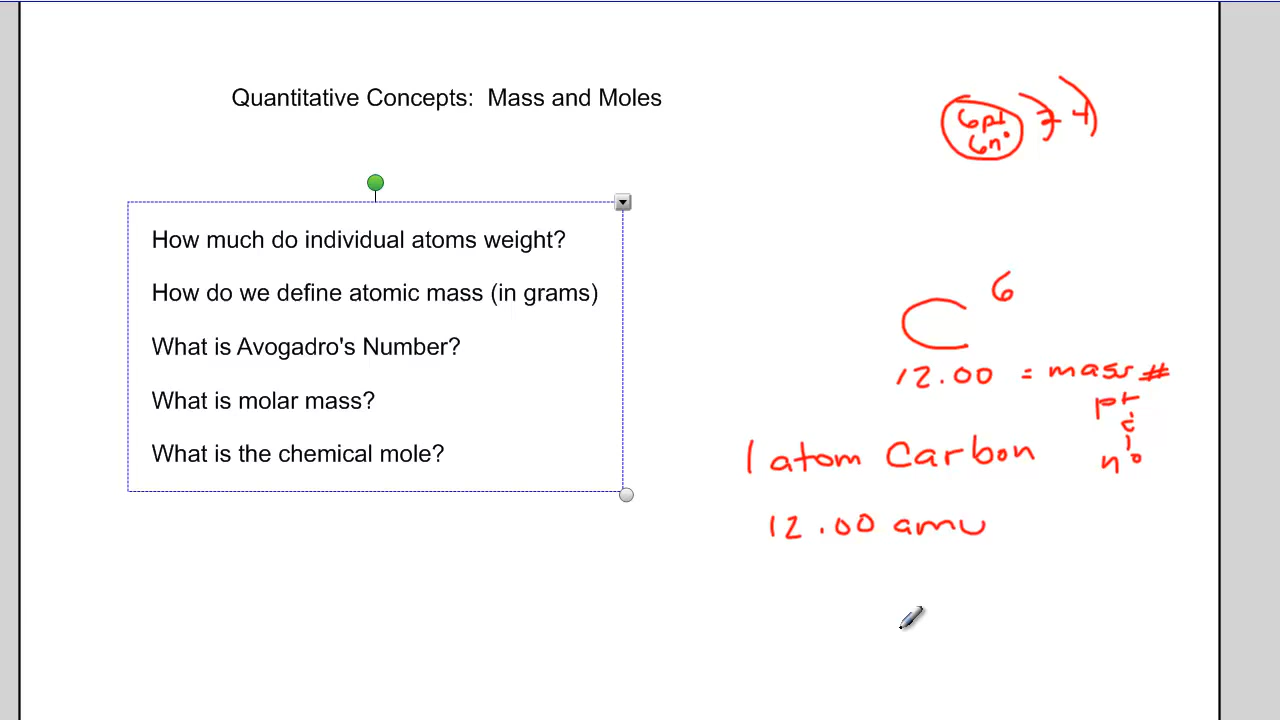 Quantitative Concepts:  Mass and Moles
6p+ 2 4
6n°
How much do individual atoms weight?
How do we define atomic mass (in grams)
What is Avogadro's Number?
What is molar mass?
What is the chemical mole?
6
C
12.00 = mass #
p+
n°
1 atom Carbon
12.00 amu